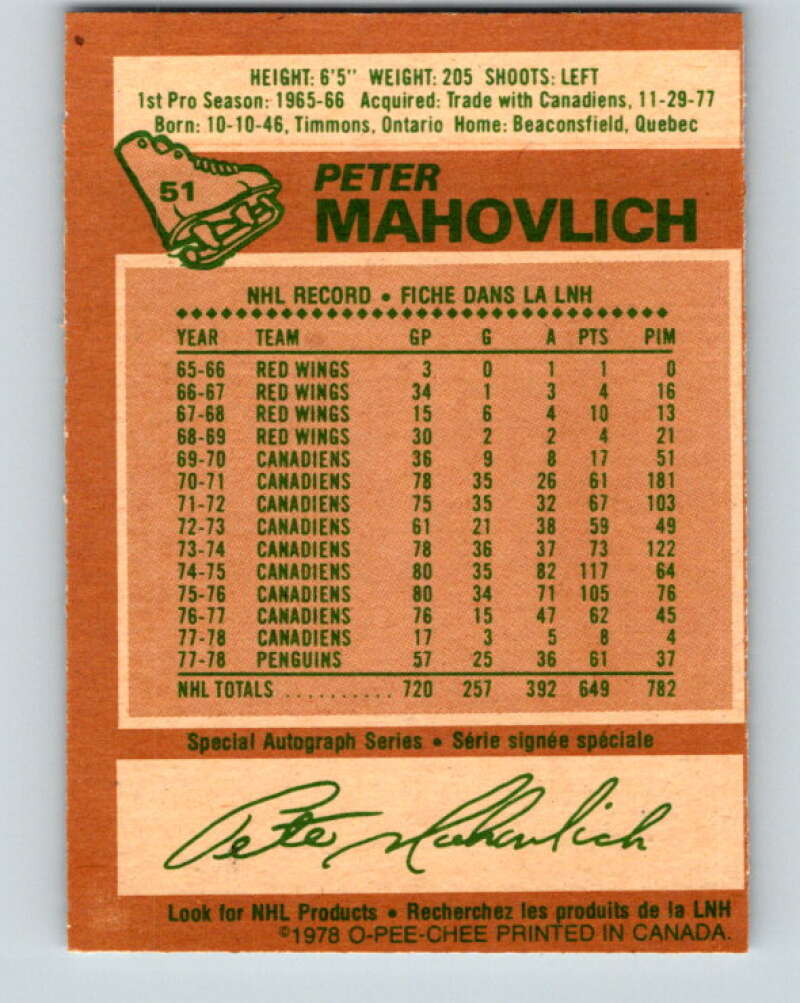 HEIGHT: 6'5" WEIGHT: 205 SHOOTS: LEFT
1st Pro Season: 1965-66 Acquired: Trade with Canadiens, 11-29-77
Born: 10-10-46, Timmons, Ontario Home: Beaconsfield, Quebec
51
PETER
MAHOVLICH
NHL RECORD • FICHE DANS LA LNH
YEAR TEAM GP G A PTS PIM
65-66 RED WINGS 3 0 1 1 0
66-67 RED WINGS 34 1 3 4 16
67-68 RED WINGS 15 6 4 10 13
68-69 RED WINGS 30 2 2 4 21
69-70 CANADIENS 36 9 8 17 51
70-71 CANADIENS 78 35 26 61 181
71-72 CANADIENS 75 35 32 67 103
72-73 CANADIENS 61 21 38 59 49
73-74 CANADIENS 78 36 37 73 122
74-75 CANADIENS 80 35 82 117 64
75-76 CANADIENS 80 34 71 105 76
76-77 CANADIENS 76 15 47 62 45
77-78 CANADIENS 17 3 5 8 4
77-78 PENGUINS 57 25 36 61 37
NHL TOTALS .......... 720 257 392 649 782
Special Autograph Series • Série signée spéciale
Pete Mahovlich
Look for NHL Products • Recherchez les produits de la LNH
©1978 O-PEE-CHEE PRINTED IN CANADA.